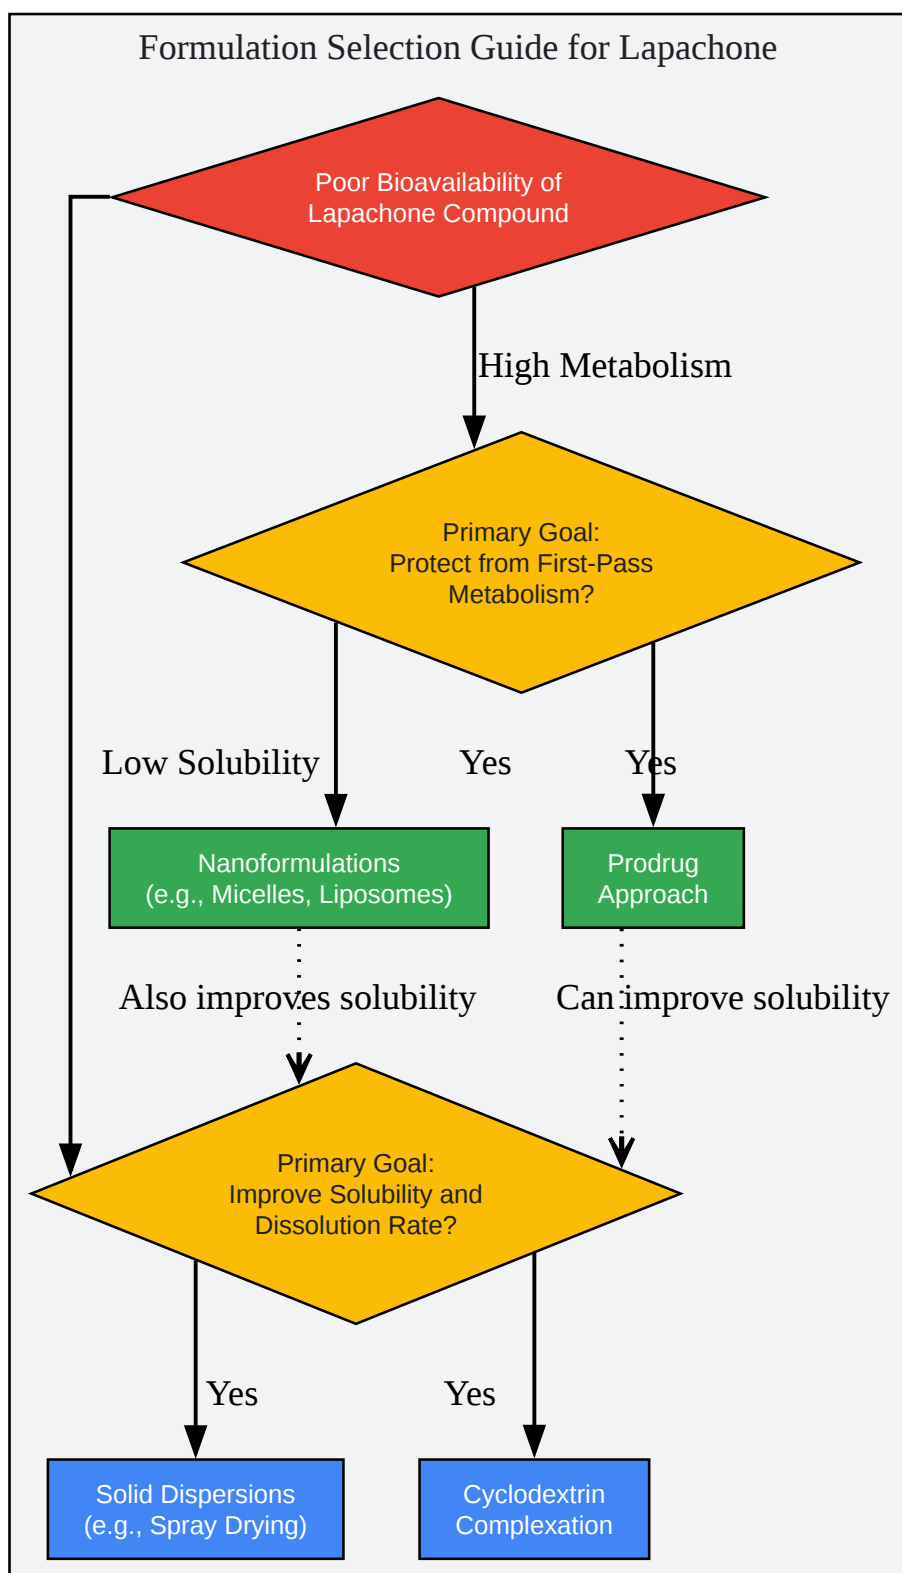 Formulation Selection Guide for Lapachone
Poor Bioavailability of
Lapachone Compound
High Metabolism
Primary Goal:
Protect from First-Pass
Metabolism?
Low Solubility
Yes
Yes
Nanoformulations
(e.g., Micelles, Liposomes)
Prodrug
Approach
Also improves solubility
Can improve solubility
Primary Goal:
Improve Solubility and
Dissolution Rate?
Yes
Yes
Solid Dispersions
(e.g., Spray Drying)
Cyclodextrin
Complexation